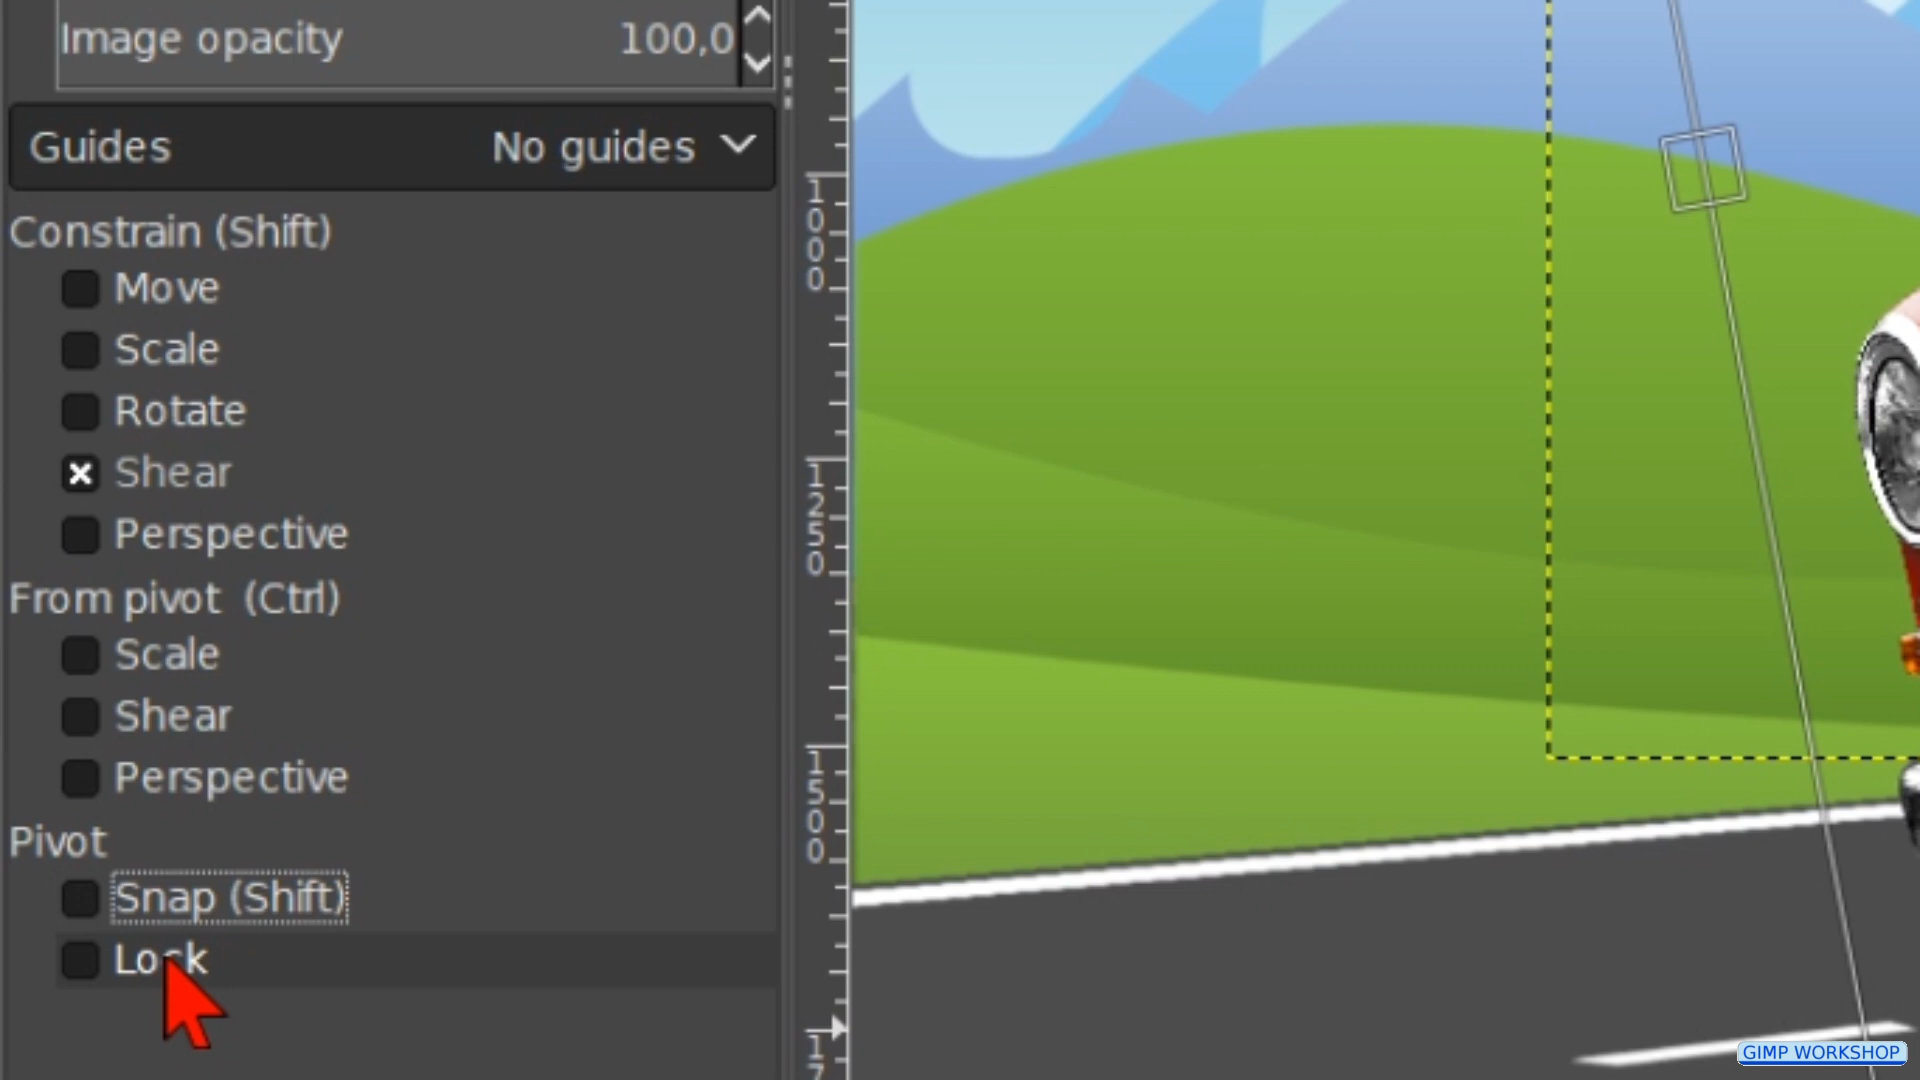 Image opacity 100,0
Guides No guides
Constrain (Shift)
Move
Scale
Rotate
Shear
Perspective
From pivot (Ctrl)
Scale
Shear
Perspective
Pivot
Snap (Shift)
Lock
1000
1250
1500
17
GIMP WORKSHOP